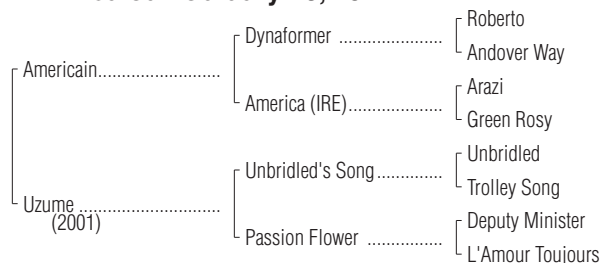 Roberto
Dynaformer
Andover Way
Americain
Arazi
America (IRE)
Green Rosy
Unbridled
Unbridled's Song
Trolley Song
Uzume
(2001)
Deputy Minister
Passion Flower
L'Amour Toujours